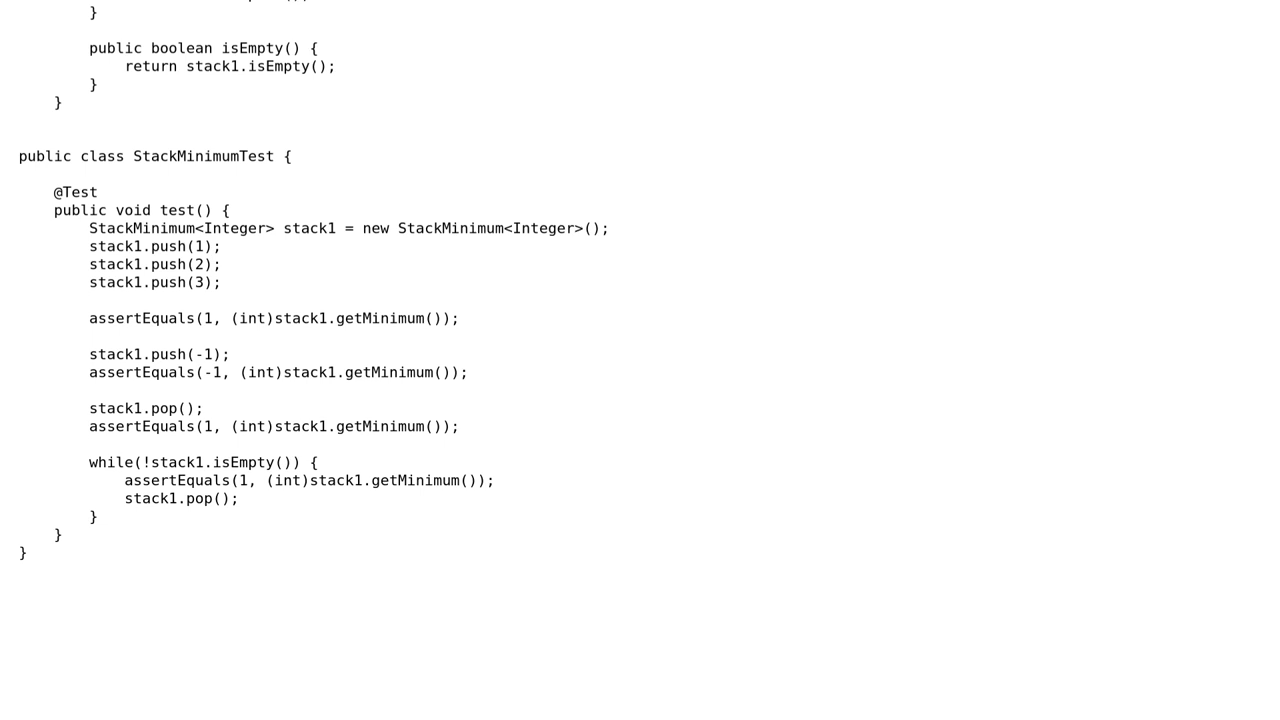 }
public boolean isEmpty() {
return stack1.isEmpty();
}
}
public class StackMinimumTest {
@Test
public void test() {
StackMinimum<Integer> stack1 = new StackMinimum<Integer>();
stack1.push(1);
stack1.push(2);
stack1.push(3);
assertEquals(1, (int)stack1.getMinimum());
stack1.push(-1);
assertEquals(-1, (int)stack1.getMinimum());
stack1.pop();
assertEquals(1, (int)stack1.getMinimum());
while(!stack1.isEmpty()) {
assertEquals(1, (int)stack1.getMinimum());
stack1.pop();
}
}
}